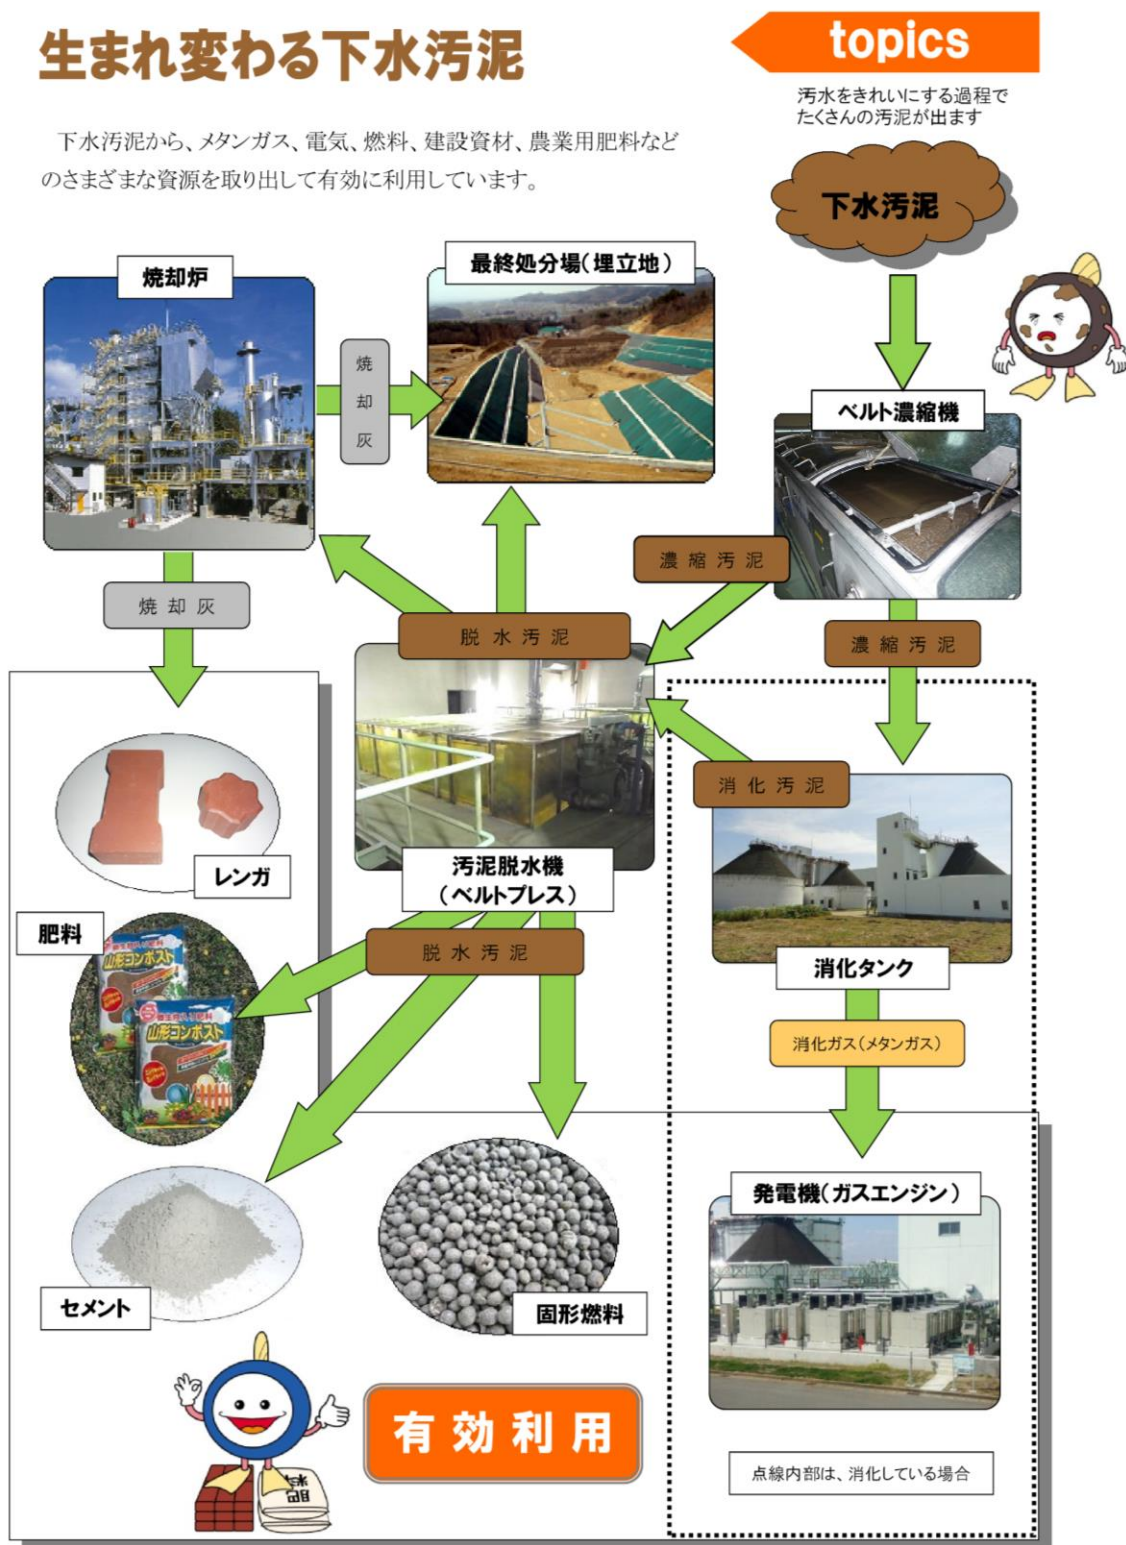 生まれ変わる下水汚泥
topics
汚水をきれいにする過程で
たくさんの汚泥が出ます
下水汚泥から、メタンガス、電気、燃料、建設資材、農業用肥料など
のさまざまな資源を取り出して有効に利用しています。
下水汚泥
焼却炉
最終処分場（埋立地）
焼却灰
ベルト濃縮機
濃縮汚泥
焼却灰
脱水汚泥
濃縮汚泥
消化汚泥
レンガ
汚泥脱水機
（ベルトプレス）
肥料
脱水汚泥
山形コンポスト
山形コンポスト
消化タンク
消化ガス（メタンガス）
発電機（ガスエンジン）
セメント
固形燃料
有効利用
肥料
点線内部は、消化している場合